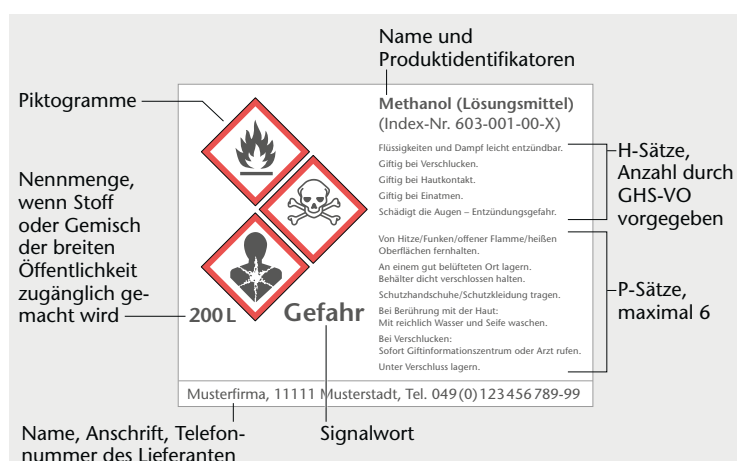 Name und
Produktidentifikatoren
Piktogramme
Methanol (Lösungsmittel)
(Index-Nr. 603-001-00-X)
Flüssigkeiten und Dampf leicht entzündbar.
Giftig bei Verschlucken.
Giftig bei Hautkontakt.
Giftig bei Einatmen.
Schädigt die Augen – Entzündungsgefahr.
H-Sätze,
Anzahl durch
GHS-VO
vorgegeben
Nennmenge,
wenn Stoff
oder Gemisch
der breiten
Öffentlichkeit
zugänglich ge-
macht wird
Von Hitze/Funken/offener Flamme/heißen
Oberflächen fernhalten.
An einem gut belüfteten Ort lagern.
Behälter dicht verschlossen halten.
Schutzhandschuhe/Schutzkleidung tragen.
Bei Berührung mit der Haut:
Mit reichlich Wasser und Seife waschen.
Bei Verschlucken:
Sofort Giftinformationszentrum oder Arzt rufen.
Unter Verschluss lagern.
P-Sätze,
maximal 6
200 L
Gefahr
Musterfirma, 11111 Musterstadt, Tel. 049 (0) 123 456 789-99
Name, Anschrift, Telefon-
nummer des Lieferanten
Signalwort